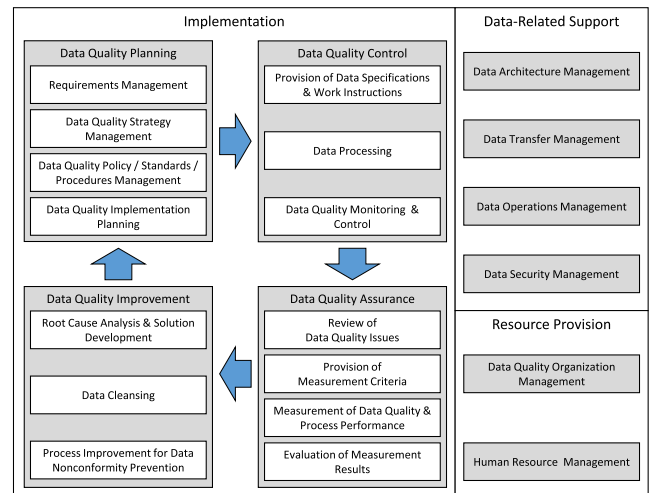 Implementation
Data Quality Planning
Requirements Management
Data Quality Strategy
Management
Data Quality Policy / Standards /
Procedures Management
Data Quality Implementation
Planning
Data Quality Control
Provision of Data Specifications
& Work Instructions
Data Processing
Data Quality Monitoring &
Control
Data Quality Improvement
Root Cause Analysis & Solution
Development
Data Cleansing
Process Improvement for Data
Nonconformity Prevention
Data Quality Assurance
Review of
Data Quality Issues
Provision of
Measurement Criteria
Measurement of Data Quality &
Process Performance
Evaluation of Measurement
Results
Data-Related Support
Data Architecture Management
Data Transfer Management
Data Operations Management
Data Security Management
Resource Provision
Data Quality Organization
Management
Human Resource Management